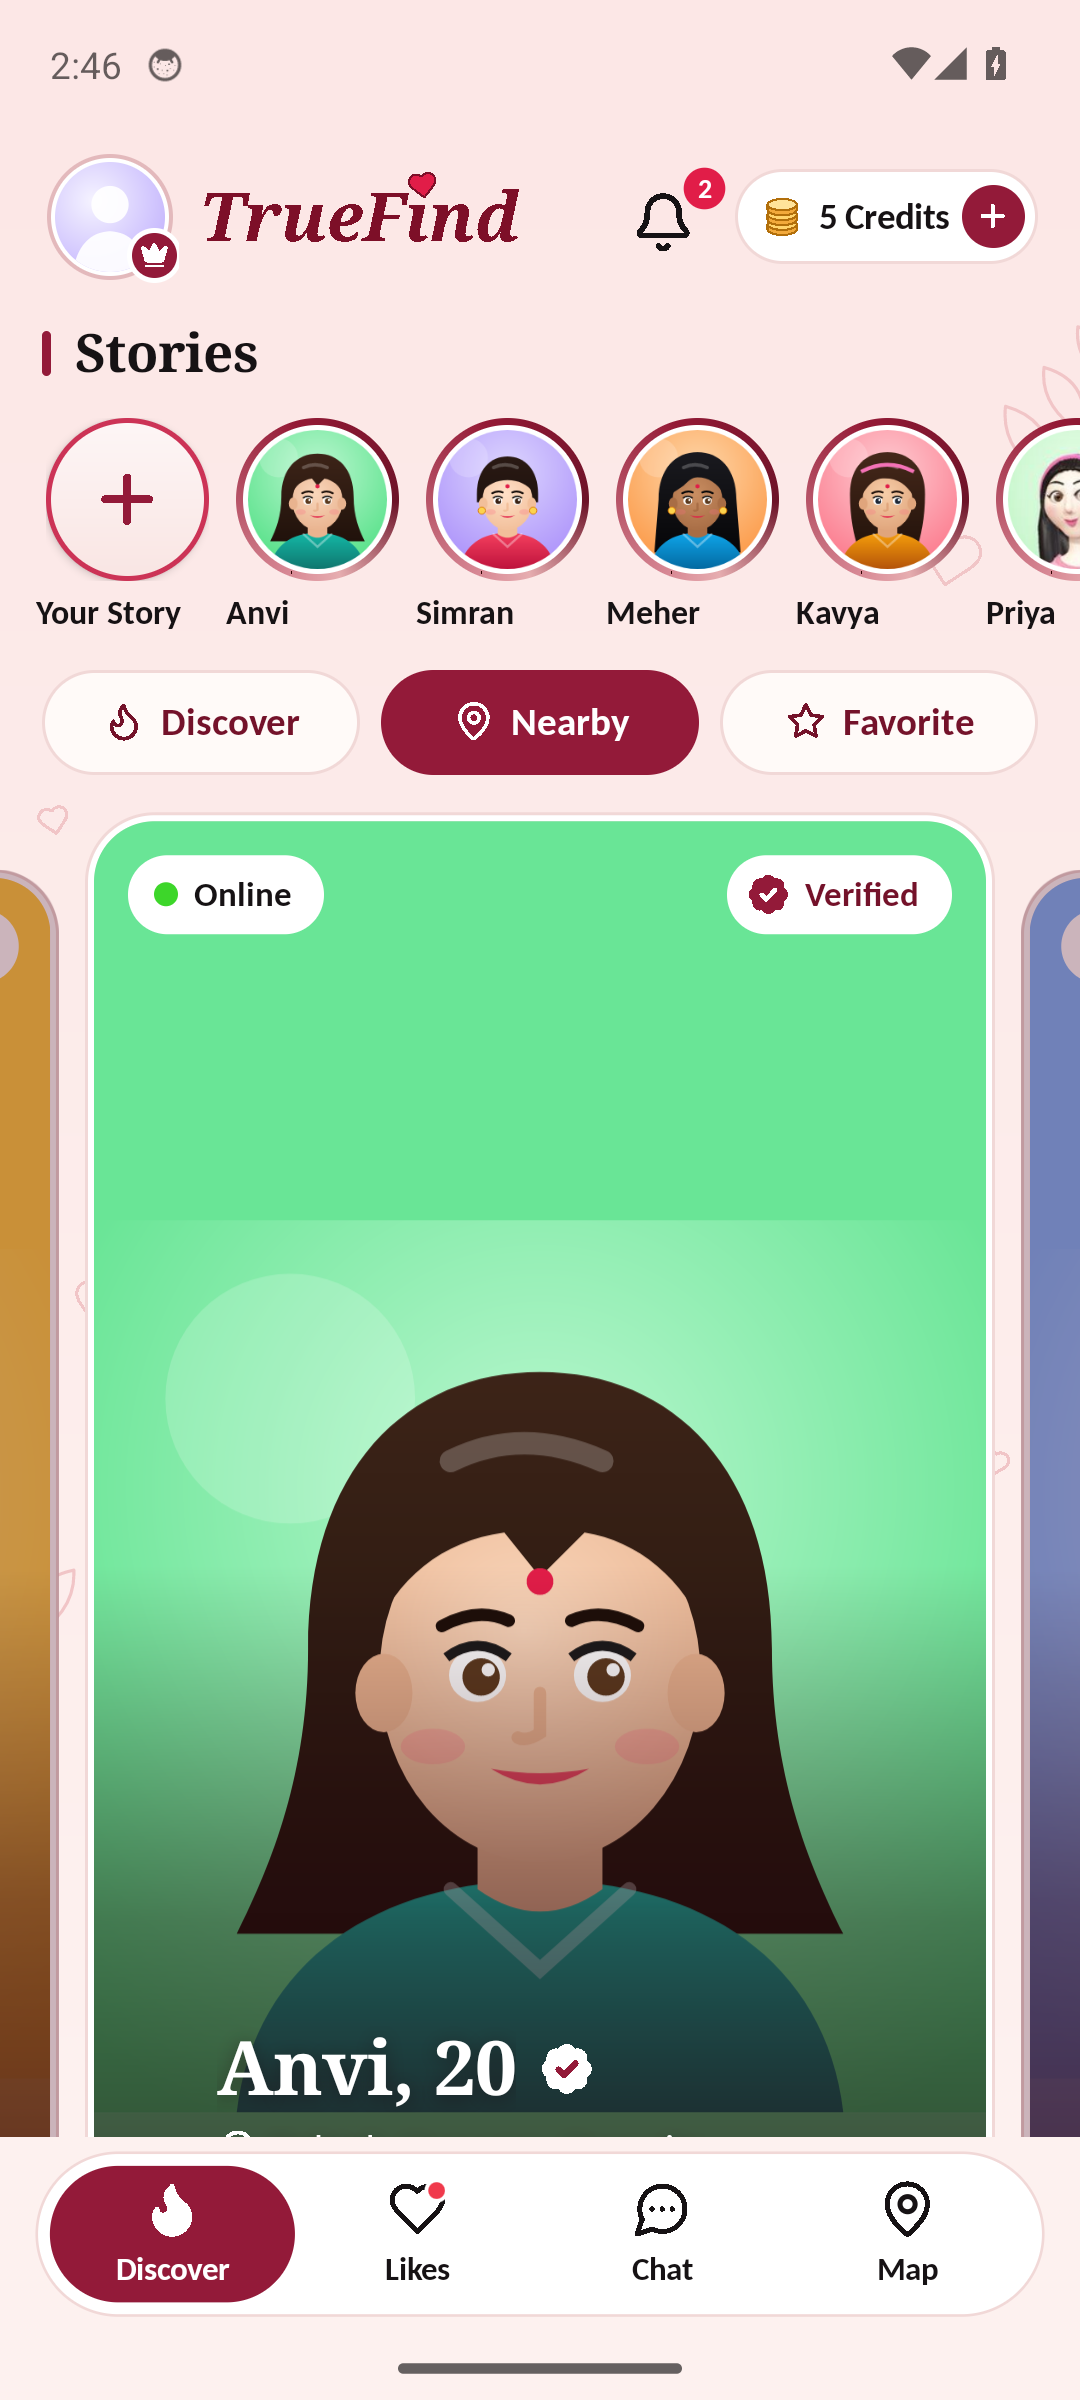 2:46
TrueFind
2
5 Credits
Stories
Your Story
Anvi
Simran
Meher
Kavya
Priya
Discover
Nearby
Favorite
Online
Verified
Anvi, 20
Discover
Likes
Chat
Map